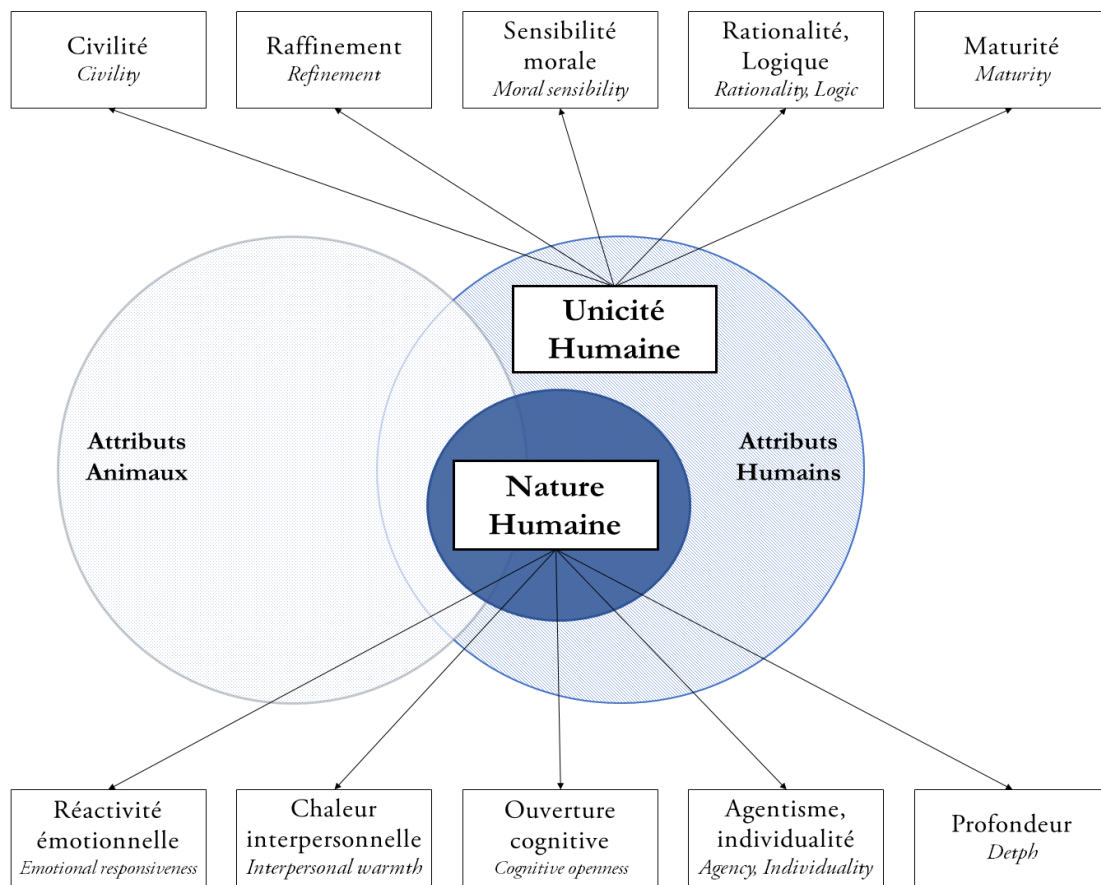 Civilité
Civility
Raffinement
Refinement
Sensibilité
morale
Moral sensibility
Rationalité,
Logique
Rationality, Logic
Maturité
Maturity
Unicité
Humaine
Attributs
Animaux
Attributs
Humains
Nature
Humaine
Réactivité
émotionnelle
Emotional responsiveness
Chaleur
interpersonnelle
Interpersonal warmth
Ouverture
cognitive
Cognitive openness
Agentisme,
individualité
Agency, Individuality
Profondeur
Detph